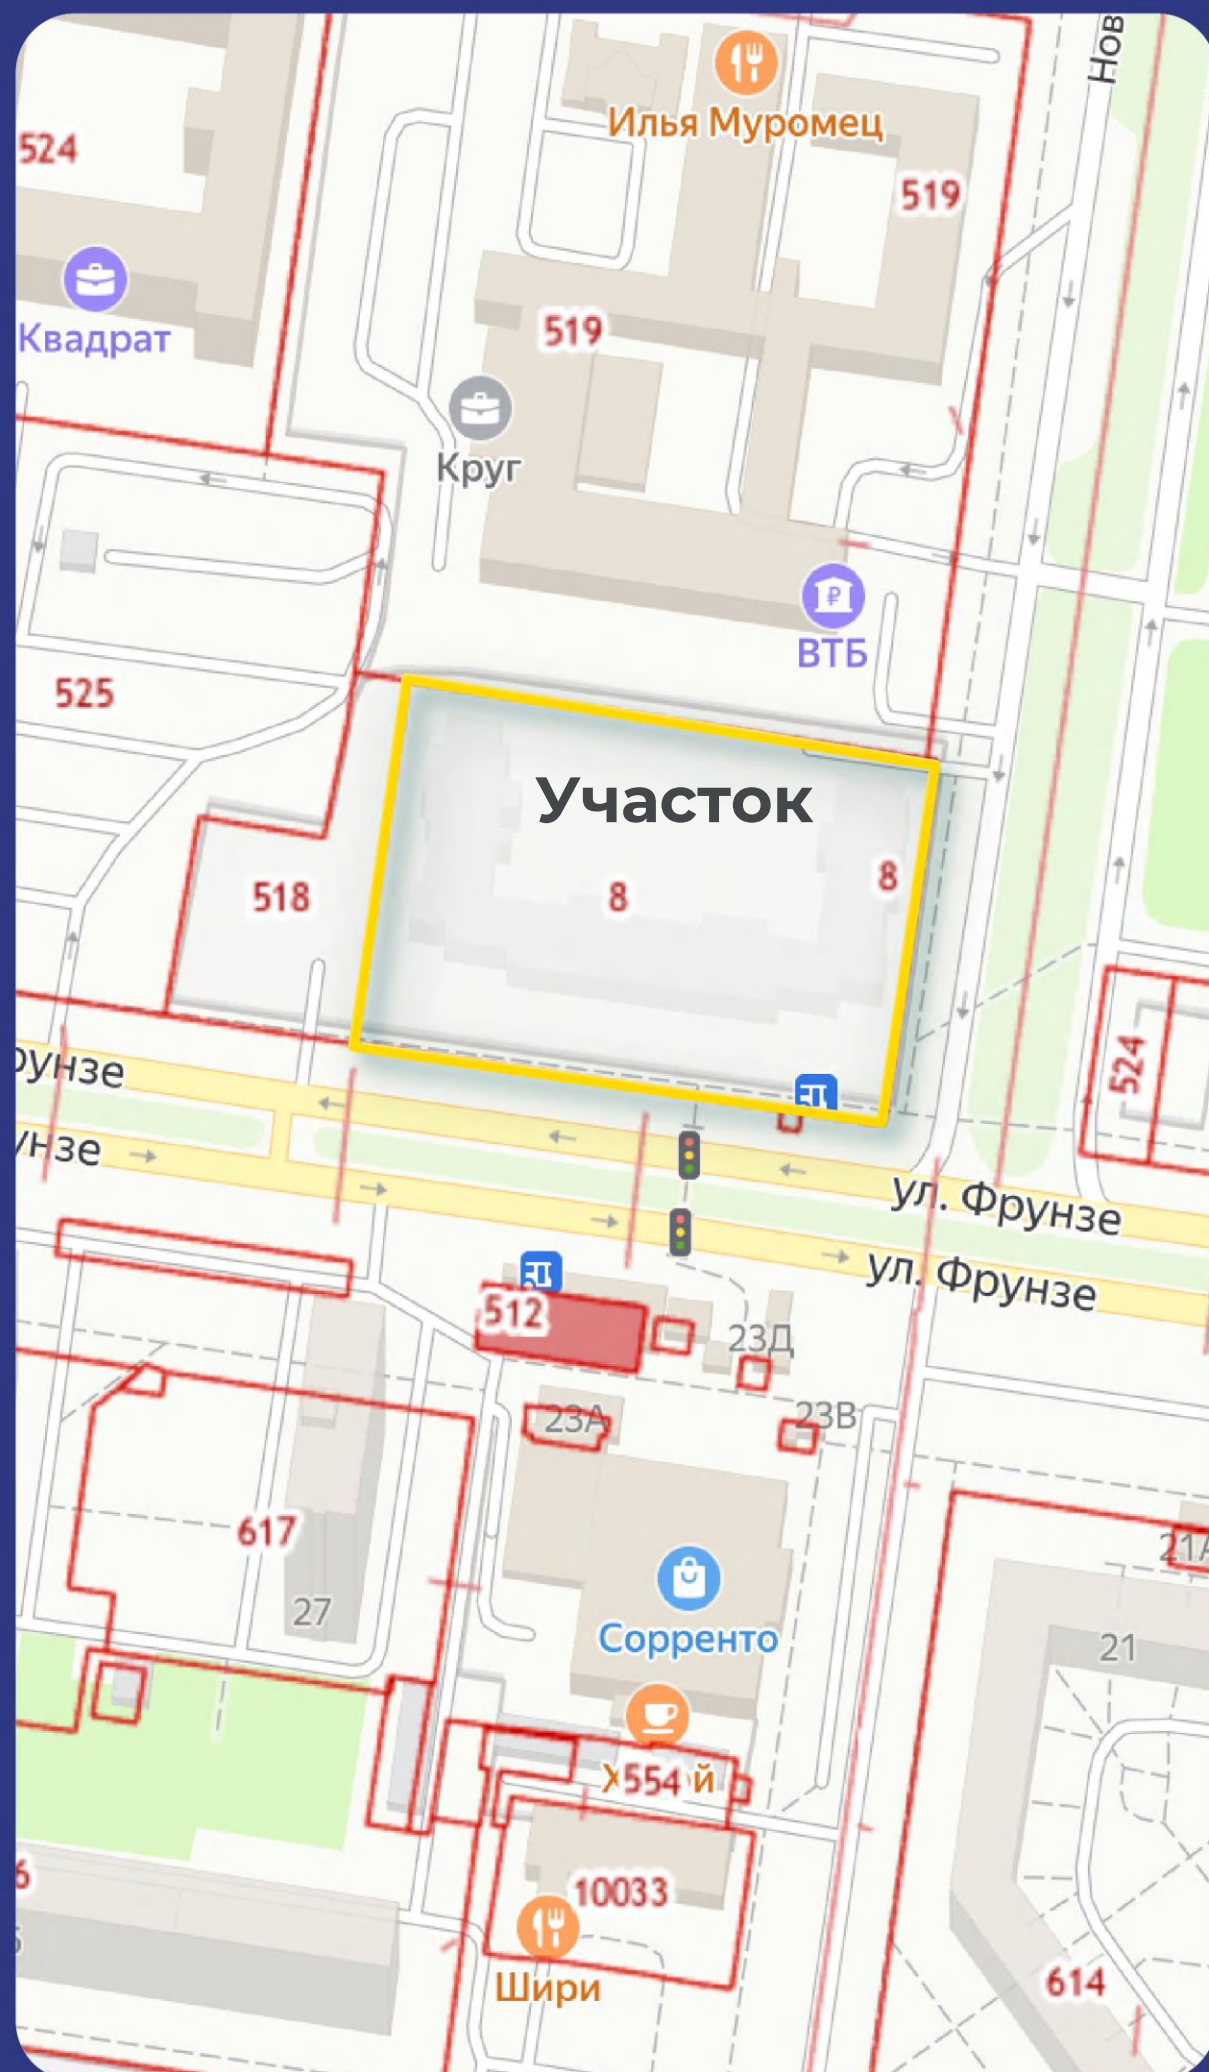 Нов
Илья Муромец
524
519
Квадрат
519
Круг
ВТБ
525
Участок
8
8
518
524
рунзе
унзе
ул. Фрунзе
ул. Фрунзе
512
23Д
23А
23В
617
27
21А
21
Сорренто
554
й
6
10033
Шири
614